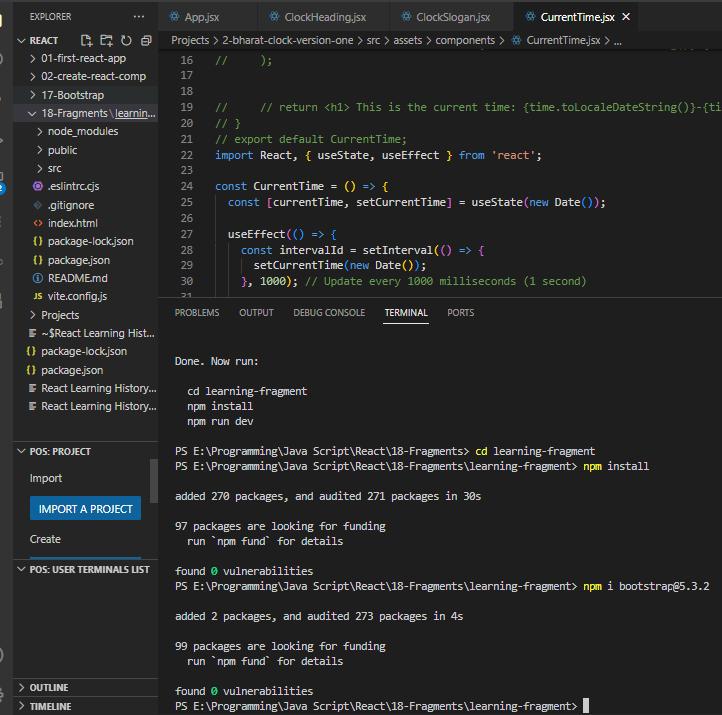 EXPLORER
REACT
01-first-react-app
02-create-react-comp
17-Bootstrap
18-Fragments\learnin...
node_modules
public
src
.eslintrc.cjs
.gitignore
index.html
package-lock.json
package.json
README.md
JS vite.config.js
Projects
~$React Learning Hist...
package-lock.json
package.json
React Learning History...
React Learning History...
POS: PROJECT
Import
IMPORT A PROJECT
Create
POS: USER TERMINALS LIST
OUTLINE
TIMELINE
App.jsx ClockHeading.jsx ClockSlogan.jsx CurrentTime.jsx
Projects > 2-bharat-clock-version-one > src > assets > components > CurrentTime.jsx > ...
16 //     );
17
18
19 //     // return <h1> This is the current time: {time.toLocaleDateString()}-{ti
20 // }
21 // export default CurrentTime;
22 import React, { useState, useEffect } from 'react';
23
24 const CurrentTime = () => {
25   const [currentTime, setCurrentTime] = useState(new Date());
26
27   useEffect(() => {
28     const intervalId = setInterval(() => {
29       setCurrentTime(new Date());
30     }, 1000); // Update every 1000 milliseconds (1 second)
31
PROBLEMS OUTPUT DEBUG CONSOLE TERMINAL PORTS
Done. Now run:
cd learning-fragment
npm install
npm run dev
PS E:\Programming\Java Script\React\18-Fragments> cd learning-fragment
PS E:\Programming\Java Script\React\18-Fragments\learning-fragment> npm install
added 270 packages, and audited 271 packages in 30s
97 packages are looking for funding
run `npm fund` for details
found 0 vulnerabilities
PS E:\Programming\Java Script\React\18-Fragments\learning-fragment> npm i bootstrap@5.3.2
added 2 packages, and audited 273 packages in 4s
99 packages are looking for funding
run `npm fund` for details
found 0 vulnerabilities
PS E:\Programming\Java Script\React\18-Fragments\learning-fragment>